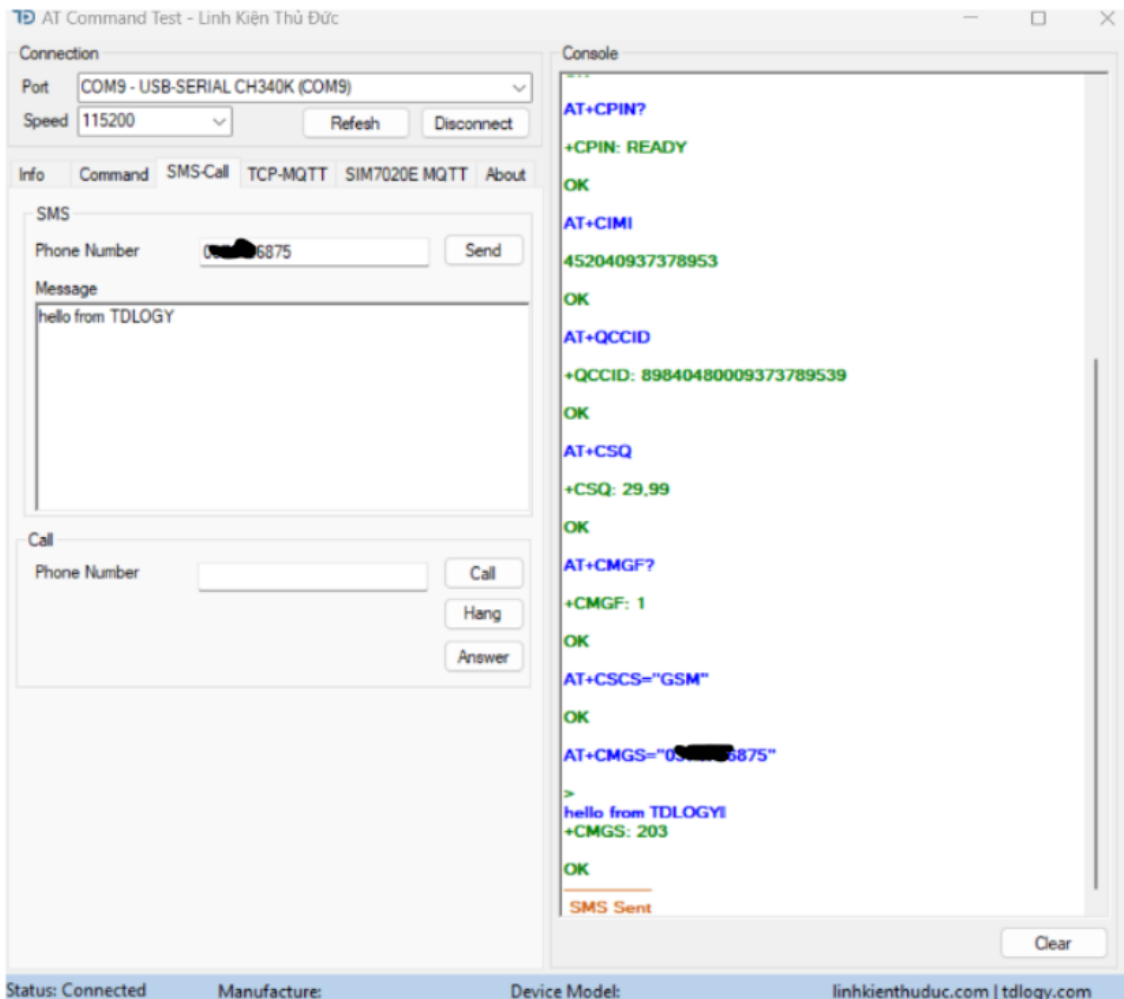 TD AT Command Test - Linh Kiện Thủ Đức
Connection
Port COM9 - USB-SERIAL CH340K (COM9)
Speed 115200 Refesh Disconnect
Info Command SMS-Call TCP-MQTT SIM7020E MQTT About
SMS
Phone Number 0 6875 Send
Message
hello from TDLOGY
Call
Phone Number Call
Hang
Answer
Console
AT+CPIN?
+CPIN: READY
OK
AT+CIMI
452040937378953
OK
AT+QCCID
+QCCID: 89840480009373789539
OK
AT+CSQ
+CSQ: 29,99
OK
AT+CMGF?
+CMGF: 1
OK
AT+CSCS="GSM"
OK
AT+CMGS="0 6875"
>
hello from TDLOGY
+CMGS: 203
OK
SMS Sent
Clear
Status: Connected Manufacture: Device Model: linhkienthuduc.com | tdlogy.com